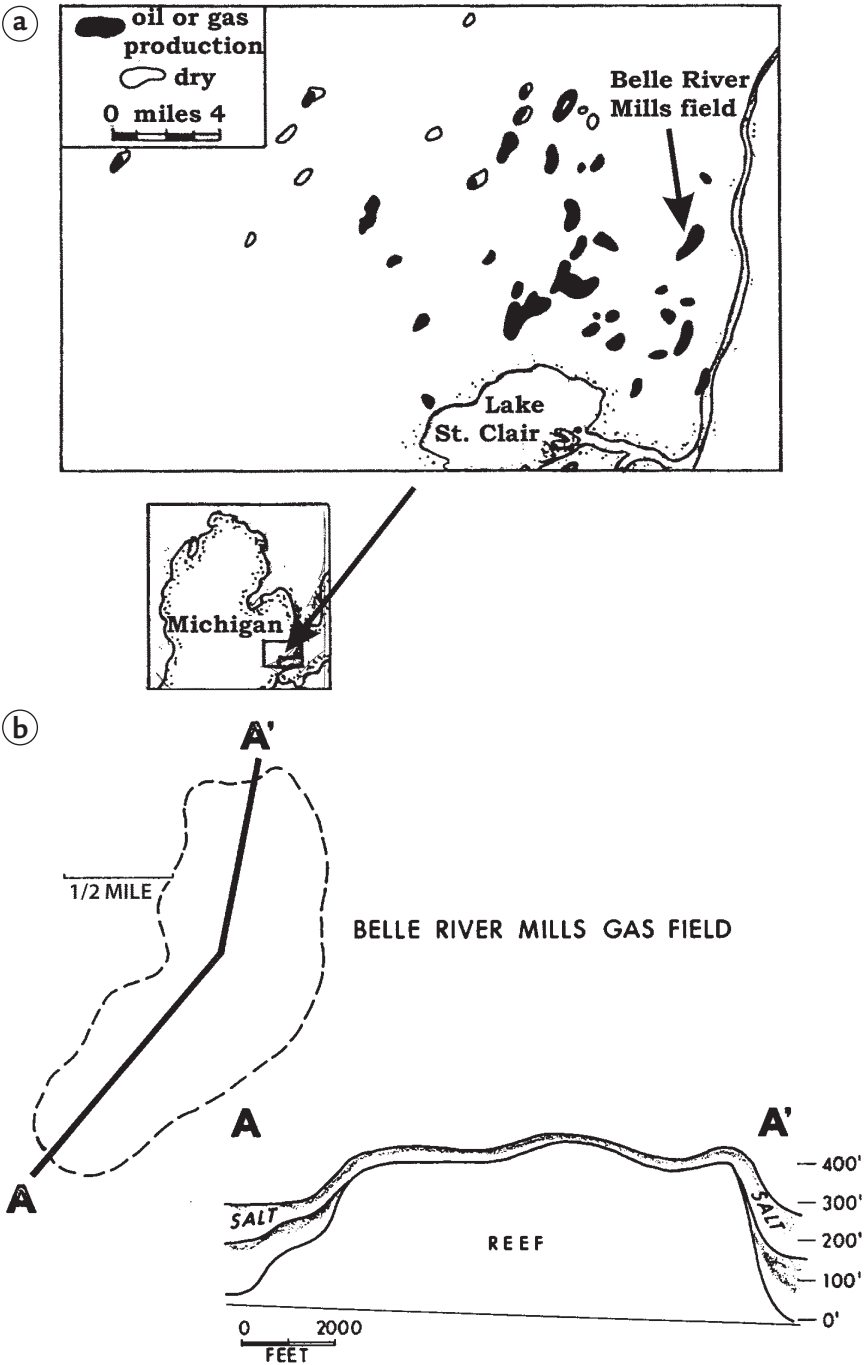 a
oil or gas
production
dry
0 miles 4
Belle River
Mills field
Lake
St. Clair
Michigan
b
A'
1/2 MILE
BELLE RIVER MILLS GAS FIELD
A
A
A'
400'
300'
200'
100'
0'
SALT
SALT
REEF
0 2000
FEET